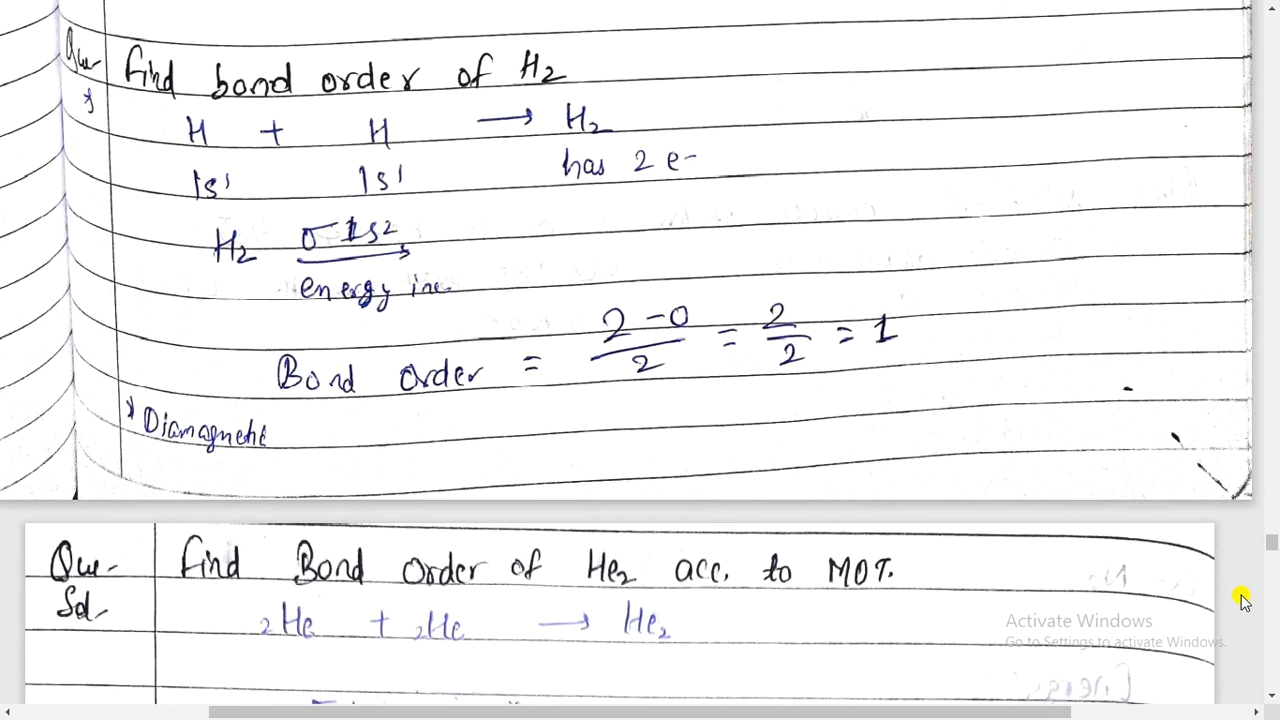 Que
Find bond order of H₂
H + H → H₂
1s¹ 1s¹ has 2 e-
H₂ σ1s²
energy inc.
Bond Order = 2-0/2 = 2/2 = 1
* Diamagnetic
Que- Find Bond Order of He₂ acc. to MOT.
Sol-
₂He + ₂He → He₂
Activate Windows
Go to Settings to activate Windows.